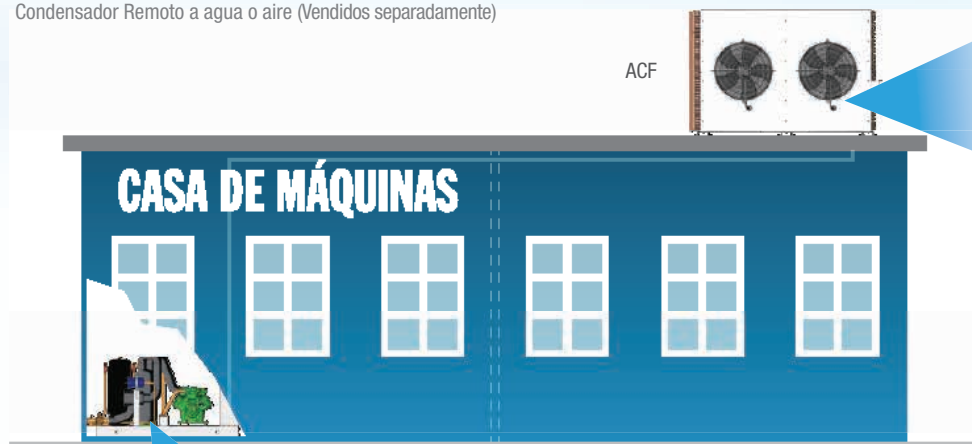 Condensador Remoto a agua o aire (Vendidos separadamente)
ACF
CASA DE MÁQUINAS